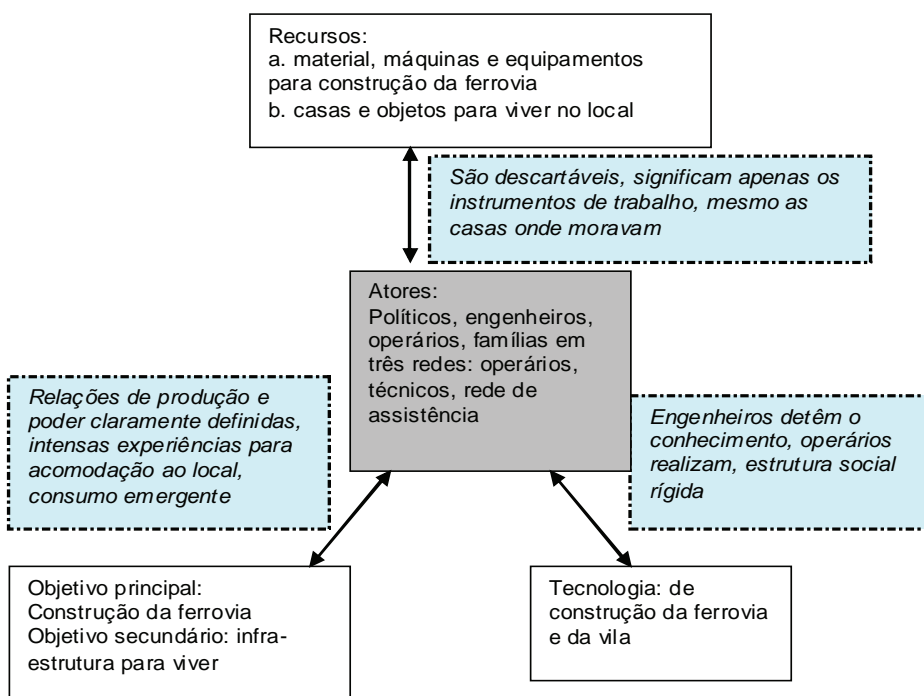 Recursos:
a. material, máquinas e equipamentos
para construção da ferrovia
b. casas e objetos para viver no local
São descartáveis, significam apenas os
instrumentos de trabalho, mesmo as
casas onde moravam
Atores:
Políticos, engenheiros,
operários, famílias em
três redes: operários,
técnicos, rede de
assistência
Relações de produção e
poder claramente definidas,
intensas experiências para
acomodação ao local,
consumo emergente
Engenheiros detêm o
conhecimento, operários
realizam, estrutura social
rígida
Objetivo principal:
Construção da ferrovia
Objetivo secundário: infra-
estrutura para viver
Tecnologia: de
construção da ferrovia
e da vila